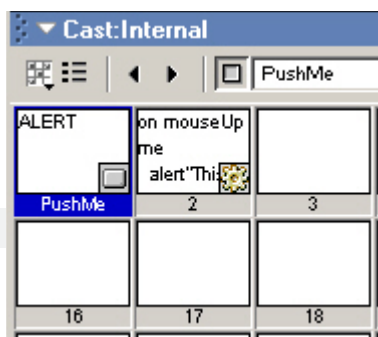 Cast:Internal
PushMe
ALERT
on mouseUp
me
alert"Thi
PushMe
2
3
16
17
18